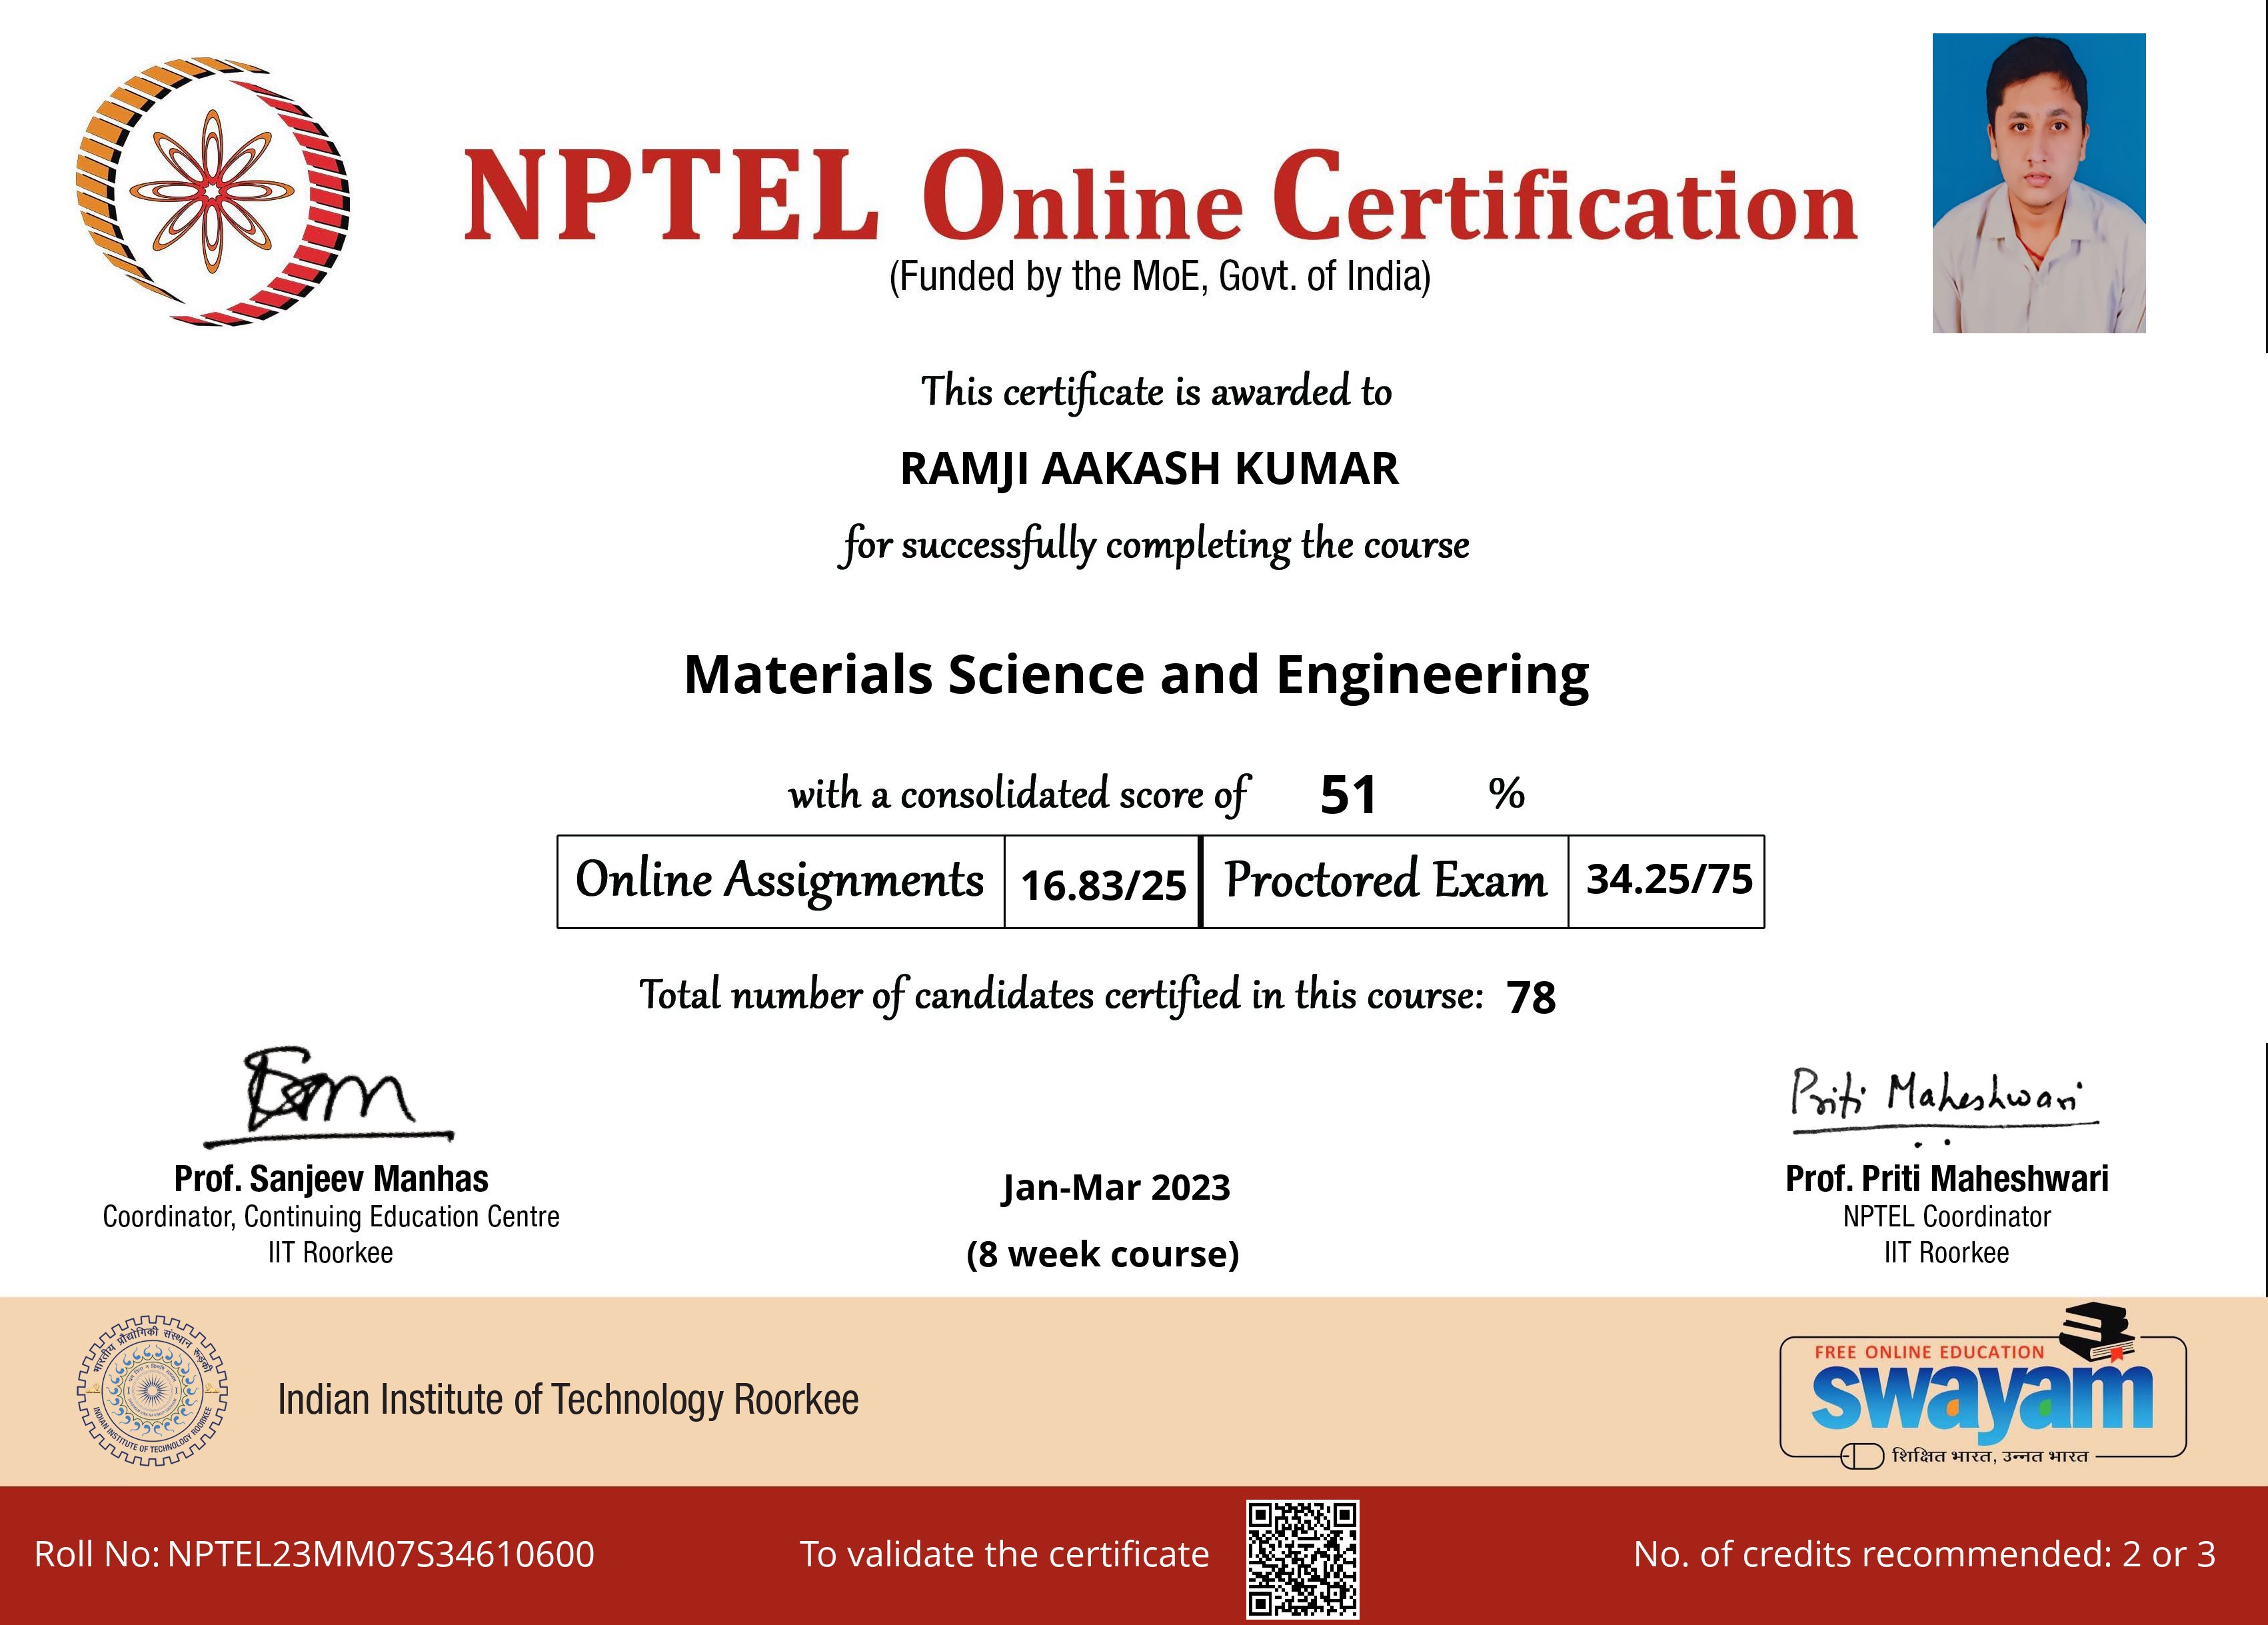 NPTEL Online Certification
(Funded by the MoE, Govt. of India)
This certificate is awarded to
RAMJI AAKASH KUMAR
for successfully completing the course
Materials Science and Engineering
with a consolidated score of 51 %
Online Assignments 16.83/25 Proctored Exam 34.25/75
Total number of candidates certified in this course: 78
Priti Maheshwari
Prof. Sanjeev Manhas
Coordinator, Continuing Education Centre
IIT Roorkee
Jan-Mar 2023
(8 week course)
Prof. Priti Maheshwari
NPTEL Coordinator
IIT Roorkee
भारतीय प्रौद्योगिकी संस्थान रूड़की
INDIAN INSTITUTE OF TECHNOLOGY ROORKEE
Indian Institute of Technology Roorkee
FREE ONLINE EDUCATION
swayam
शिक्षित भारत, उन्नत भारत
Roll No: NPTEL23MM07S34610600
To validate the certificate
No. of credits recommended: 2 or 3